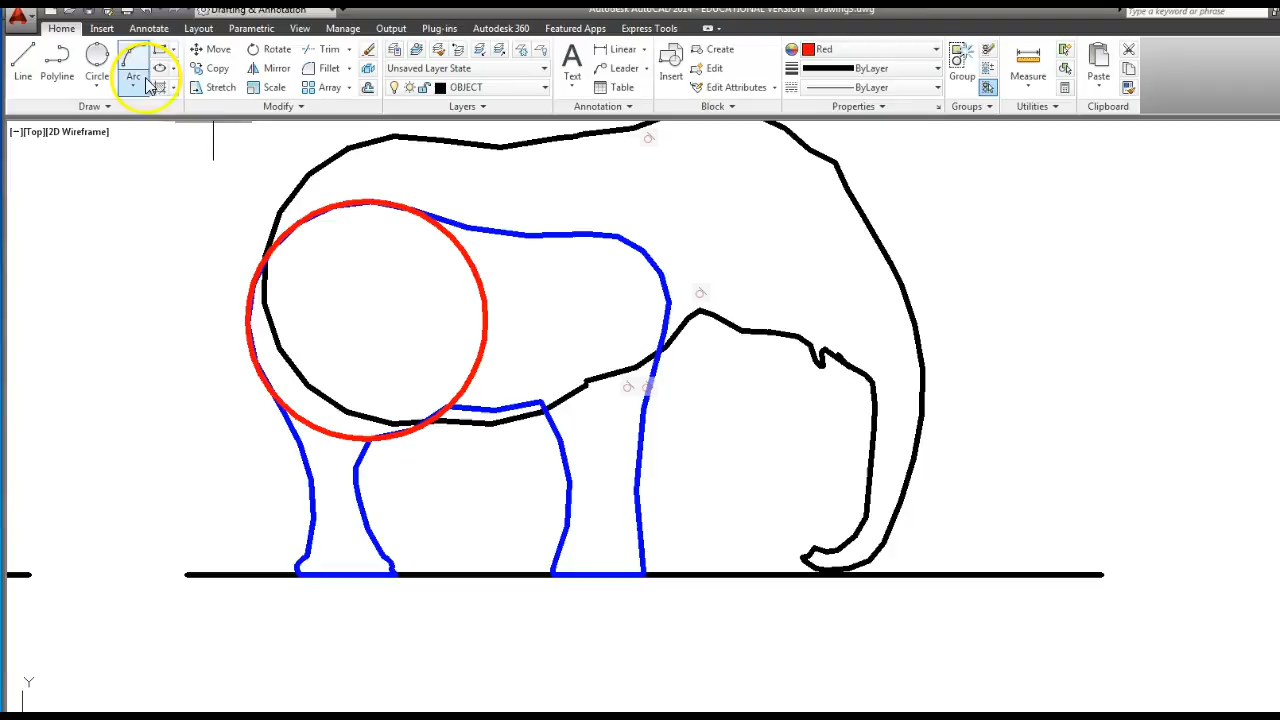 Drafting & Annotation
Autodesk AutoCAD 2014 - EDUCATIONAL VERSION - Drawing3.dwg
Type a keyword or phrase
Home Insert Annotate Layout Parametric View Manage Output Plug-ins Autodesk 360 Featured Apps Express Tools
Move Rotate Trim Linear Create Red
Unsaved Layer State
Line Polyline Circle Arc Copy Mirror Fillet Text Leader Insert Edit ByLayer Group Measure Paste
Stretch Scale Array OBJECT Table Edit Attributes ByLayer
Draw Modify Layers Annotation Block Properties Groups Utilities Clipboard
[−][Top][2D Wireframe]
Y